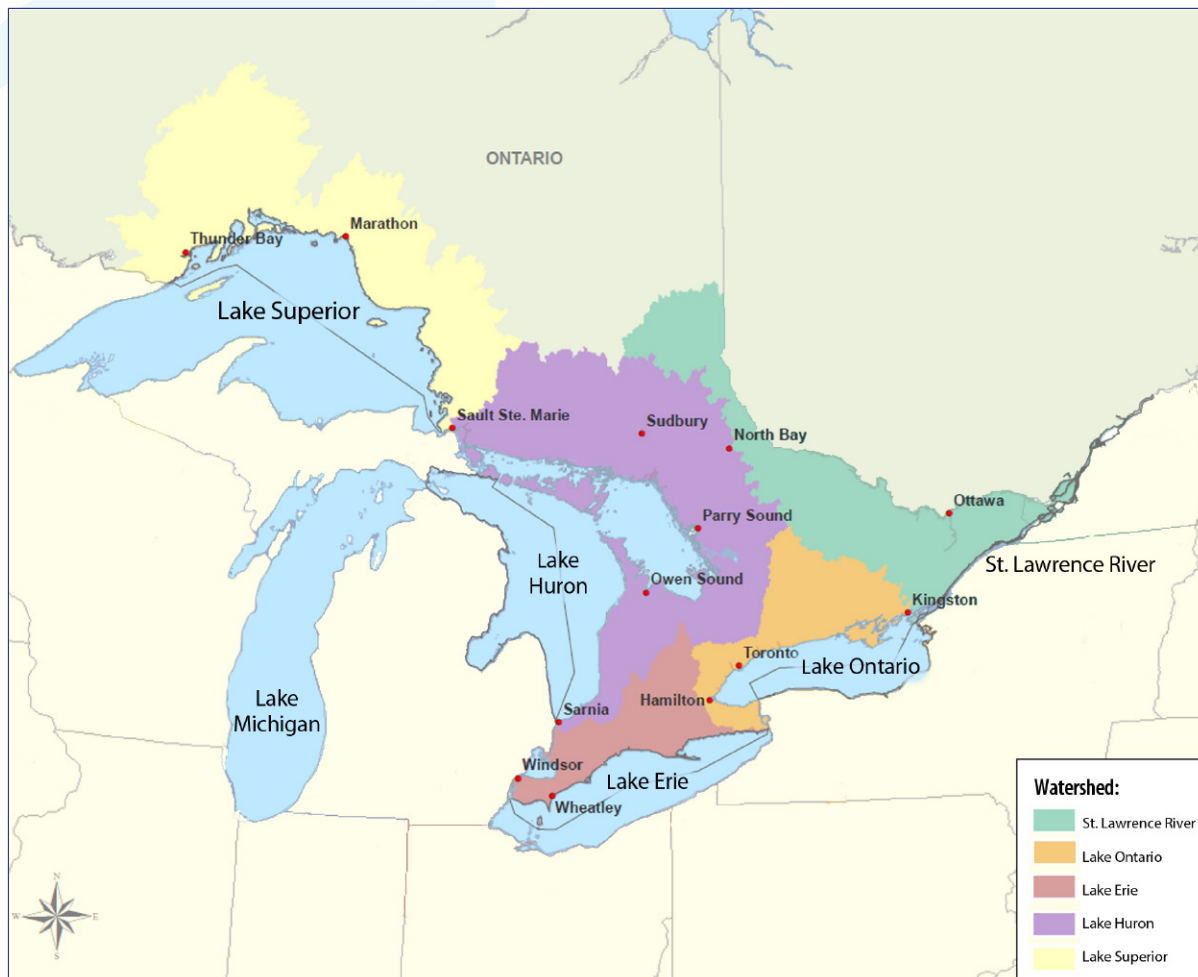 ONTARIO
Marathon
Thunder Bay
Lake Superior
Sault Ste. Marie
Sudbury
North Bay
Ottawa
Parry Sound
Lake
Huron
St. Lawrence River
Owen Sound
Kingston
Toronto
Lake Ontario
Hamilton
Lake
Michigan
Sarnia
Windsor
Lake Erie
Wheatley
Watershed:
St. Lawrence River
Lake Ontario
Lake Erie
Lake Huron
Lake Superior
N
W
E
S